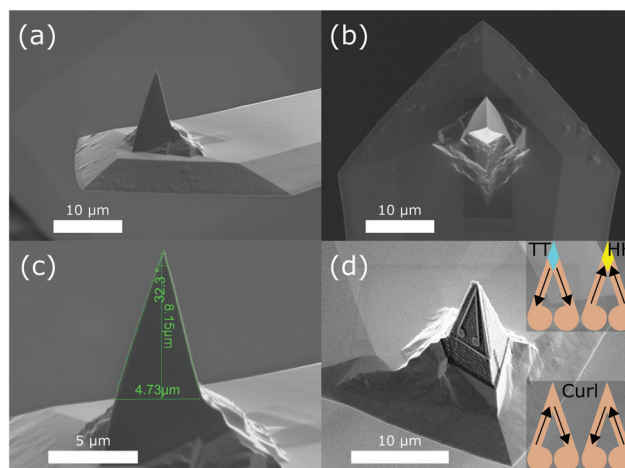 (a)
10 µm
(b)
10 µm
(c)
32.3°
8.15µm
4.73µm
5 µm
(d)
TT
HH
Curl
10 µm